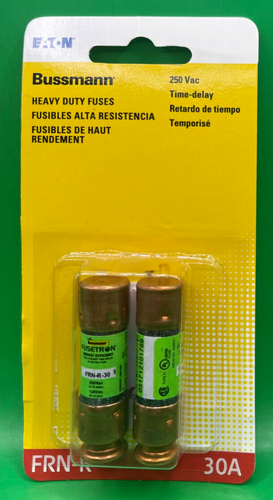 EATON
Bussmann
250 Vac
Time-delay
Retardo de tiempo
Temporisé
HEAVY DUTY FUSES
FUSIBLES ALTA RESISTENCIA
FUSIBLES DE HAUT
RENDEMENT
Bussmann
FUSETRON
FRN-R-30
FRN-R
30A